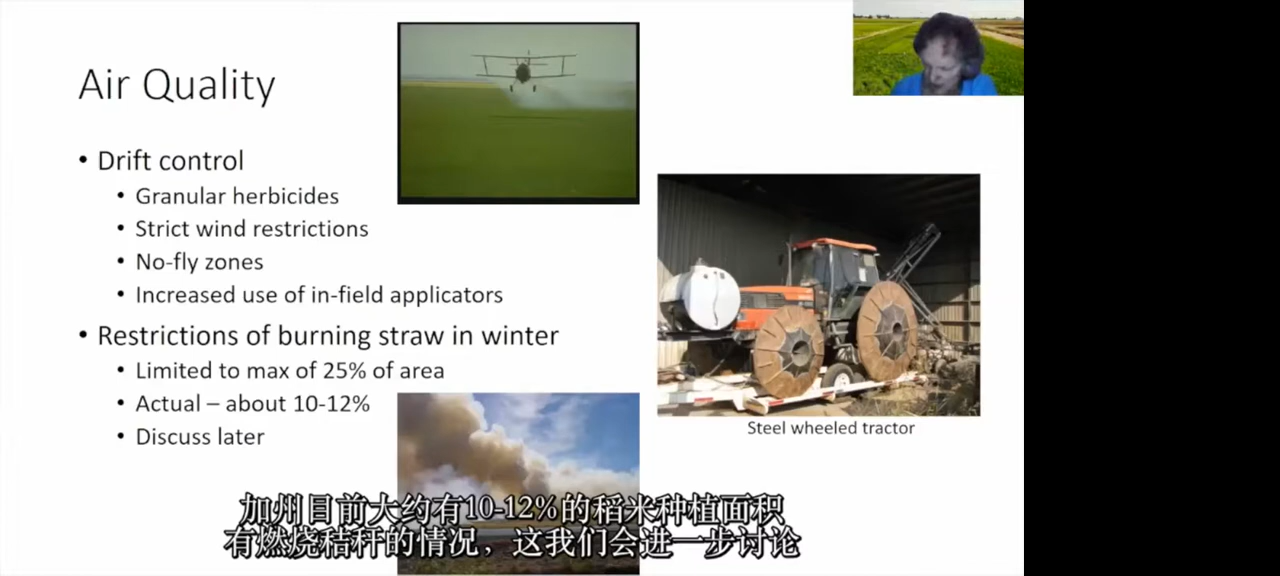 Air Quality
• Drift control
• Granular herbicides
• Strict wind restrictions
• No-fly zones
• Increased use of in-field applicators
• Restrictions of burning straw in winter
• Limited to max of 25% of area
• Actual – about 10-12%
• Discuss later
Steel wheeled tractor
加州目前大约有10-12%的稻米种植面积
有燃烧秸秆的情况，这我们会进一步讨论